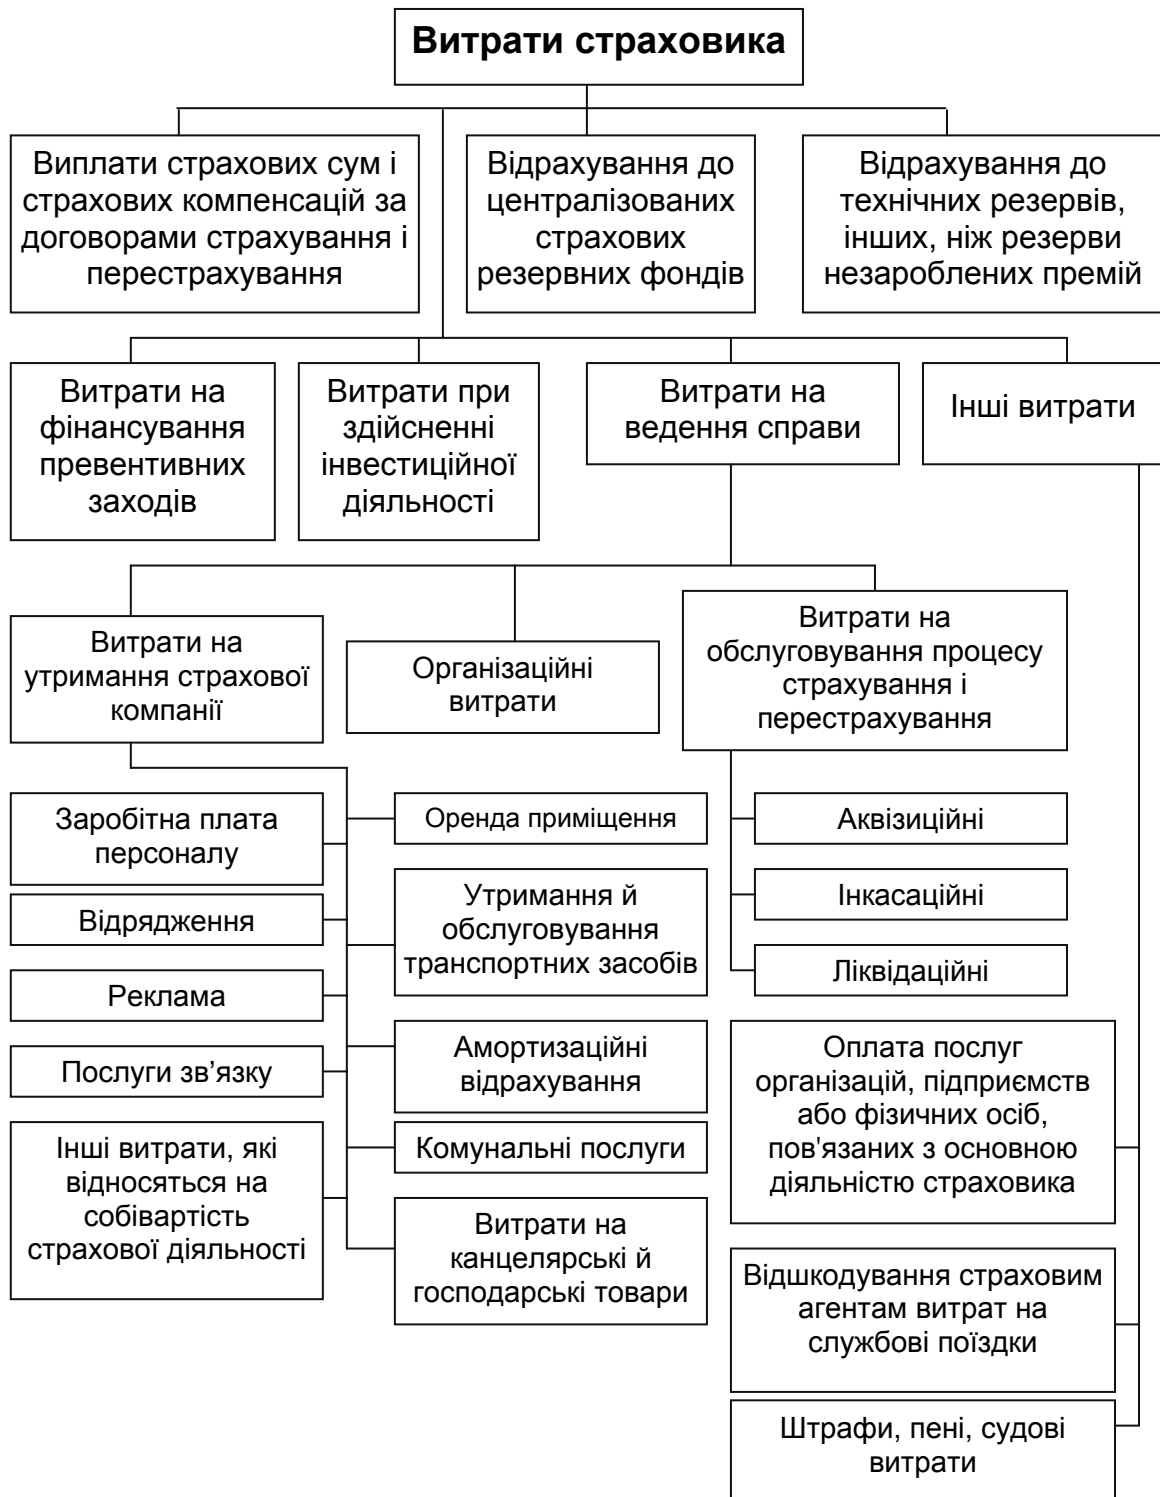 Витрати страховика
Виплати страхових сум і
страхових компенсацій за
договорами страхування і
перестрахування
Відрахування до
централізованих
страхових
резервних фондів
Відрахування до
технічних резервів,
інших, ніж резерви
незароблених премій
Витрати на
фінансування
превентивних
заходів
Витрати при
здійсненні
інвестиційної
діяльності
Витрати на
ведення справи
Інші витрати
Витрати на
утримання страхової
компанії
Організаційні
витрати
Витрати на
обслуговування процесу
страхування і
перестрахування
Заробітна плата
персоналу
Відрядження
Реклама
Послуги зв’язку
Інші витрати, які
відносяться на
собівартість
страхової діяльності
Оренда приміщення
Утримання й
обслуговування
транспортних засобів
Амортизаційні
відрахування
Комунальні послуги
Витрати на
канцелярські й
господарські товари
Аквізиційні
Інкасаційні
Ліквідаційні
Оплата послуг
організацій, підприємств
або фізичних осіб,
пов'язаних з основною
діяльністю страховика
Відшкодування страховим
агентам витрат на
службові поїздки
Штрафи, пені, судові
витрати